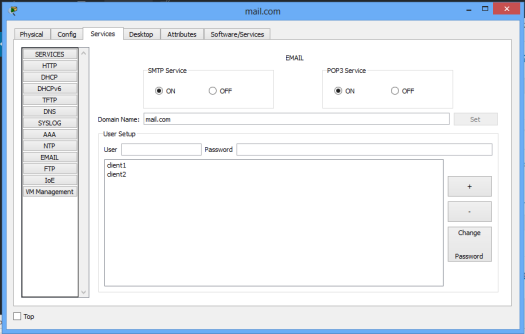 mail.com
Physical Config Services Desktop Attributes Software/Services
SERVICES
HTTP
DHCP
DHCPv6
TFTP
DNS
SYSLOG
AAA
NTP
EMAIL
FTP
IoE
VM Management
EMAIL
SMTP Service
ON OFF
POP3 Service
ON OFF
Domain Name: mail.com Set
User Setup
User Password
client1
client2
+
-
Change
Password
Top